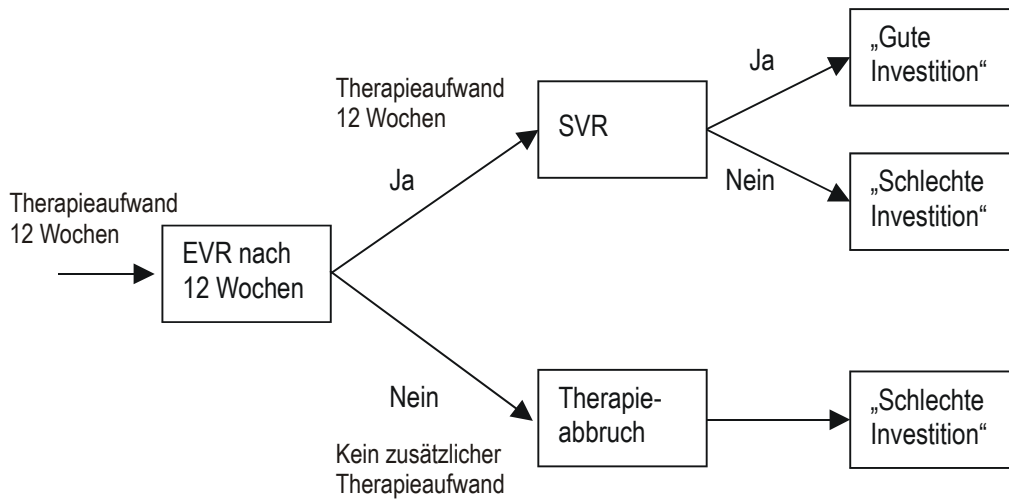 Therapieaufwand
12 Wochen
EVR nach
12 Wochen
Ja
Therapieaufwand
12 Wochen
SVR
Ja
„Gute
Investition“
Nein
„Schlechte
Investition“
Nein
Kein zusätzlicher
Therapieaufwand
Therapie-
abbruch
„Schlechte
Investition“